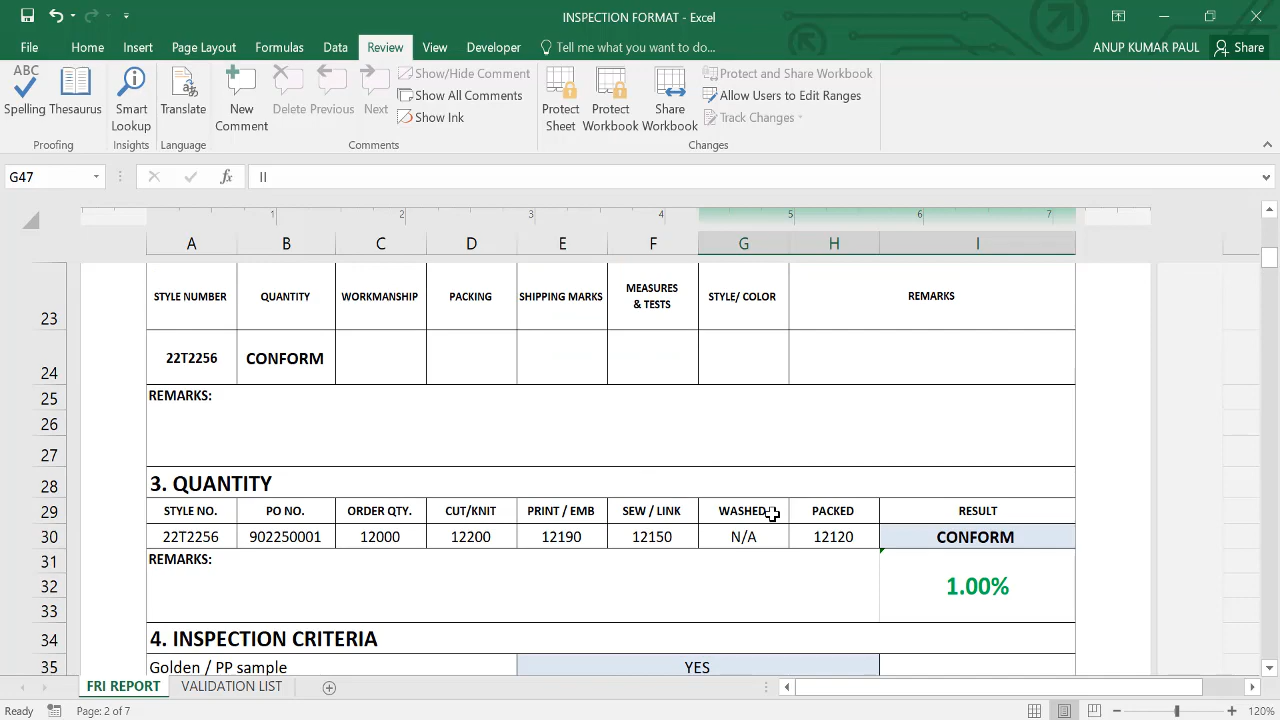 INSPECTION FORMAT - Excel
File Home Insert Page Layout Formulas Data Review View Developer Tell me what you want to do... ANUP KUMAR PAUL Share
ABC
Spelling Thesaurus Smart Lookup Translate New Comment Delete Previous Next
Show/Hide Comment
Show All Comments
Show Ink
Protect Sheet Protect Workbook Share Workbook
Protect and Share Workbook
Allow Users to Edit Ranges
Track Changes
Proofing Insights Language Comments Changes
G47 fx II
1 2 3 4 5 6 7
A B C D E F G H I
23 STYLE NUMBER QUANTITY WORKMANSHIP PACKING SHIPPING MARKS MEASURES & TESTS STYLE/ COLOR REMARKS
24 22T2256 CONFORM
25 REMARKS:
26
27
28 3. QUANTITY
29 STYLE NO. PO NO. ORDER QTY. CUT/KNIT PRINT / EMB SEW / LINK WASHED PACKED RESULT
30 22T2256 902250001 12000 12200 12190 12150 N/A 12120 CONFORM
31 REMARKS:
32 1.00%
33
34 4. INSPECTION CRITERIA
35 Golden / PP sample YES
FRI REPORT VALIDATION LIST
Ready Page: 2 of 7 120%